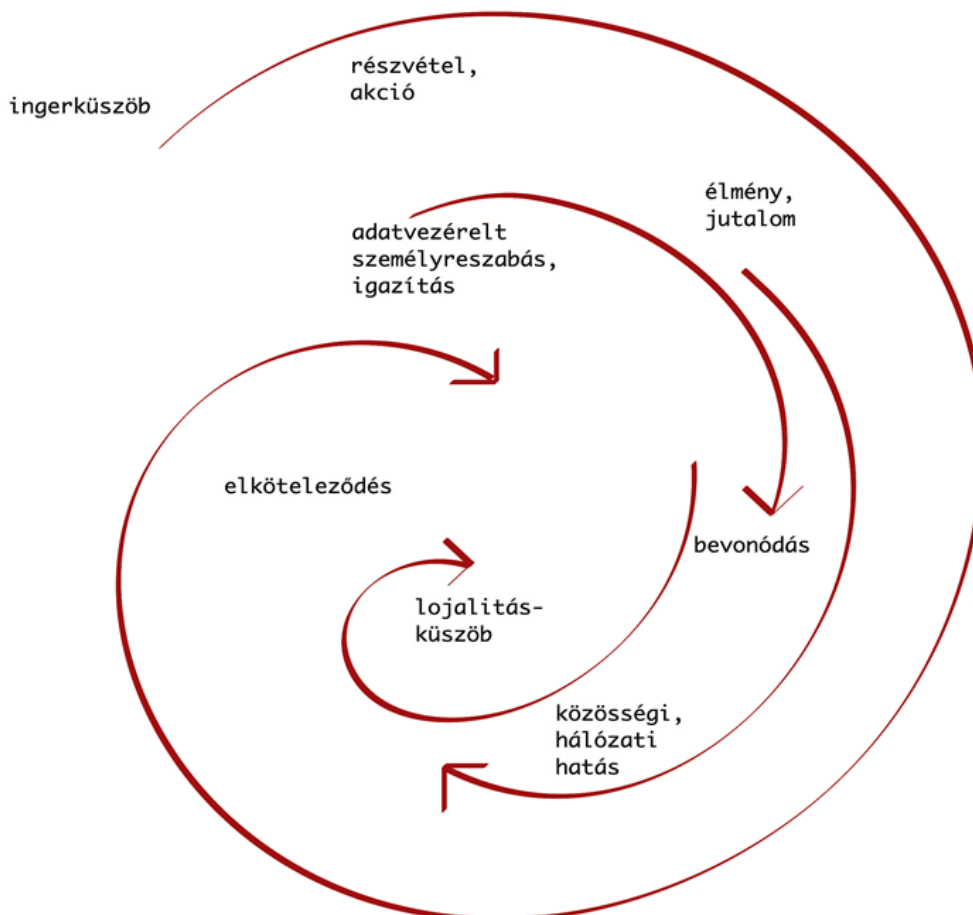 ingerküszöb
részvétel,
akció
élmény,
jutalom
adatvezérelt
személyreszabás,
igazítás
elköteleződés
bevonódás
lojalitás-
küszöb
közösségi,
hálózati
hatás